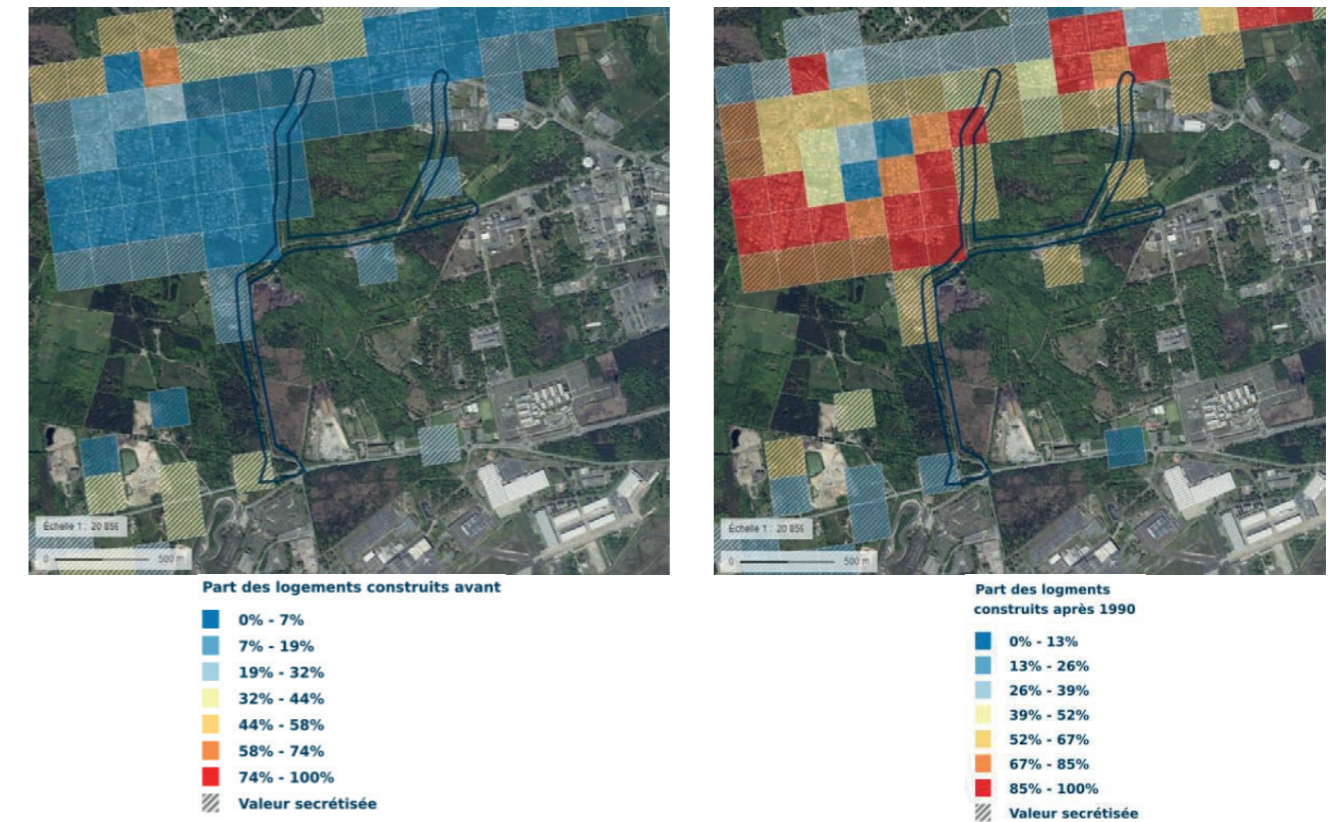 Échelle 1 : 20 856
0 500 m
Part des logements construits avant
0% - 7%
7% - 19%
19% - 32%
32% - 44%
44% - 58%
58% - 74%
74% - 100%
Valeur secrétisée
Échelle 1 : 20 856
0 500 m
Part des logments
construits après 1990
0% - 13%
13% - 26%
26% - 39%
39% - 52%
52% - 67%
67% - 85%
85% - 100%
Valeur secrétisée